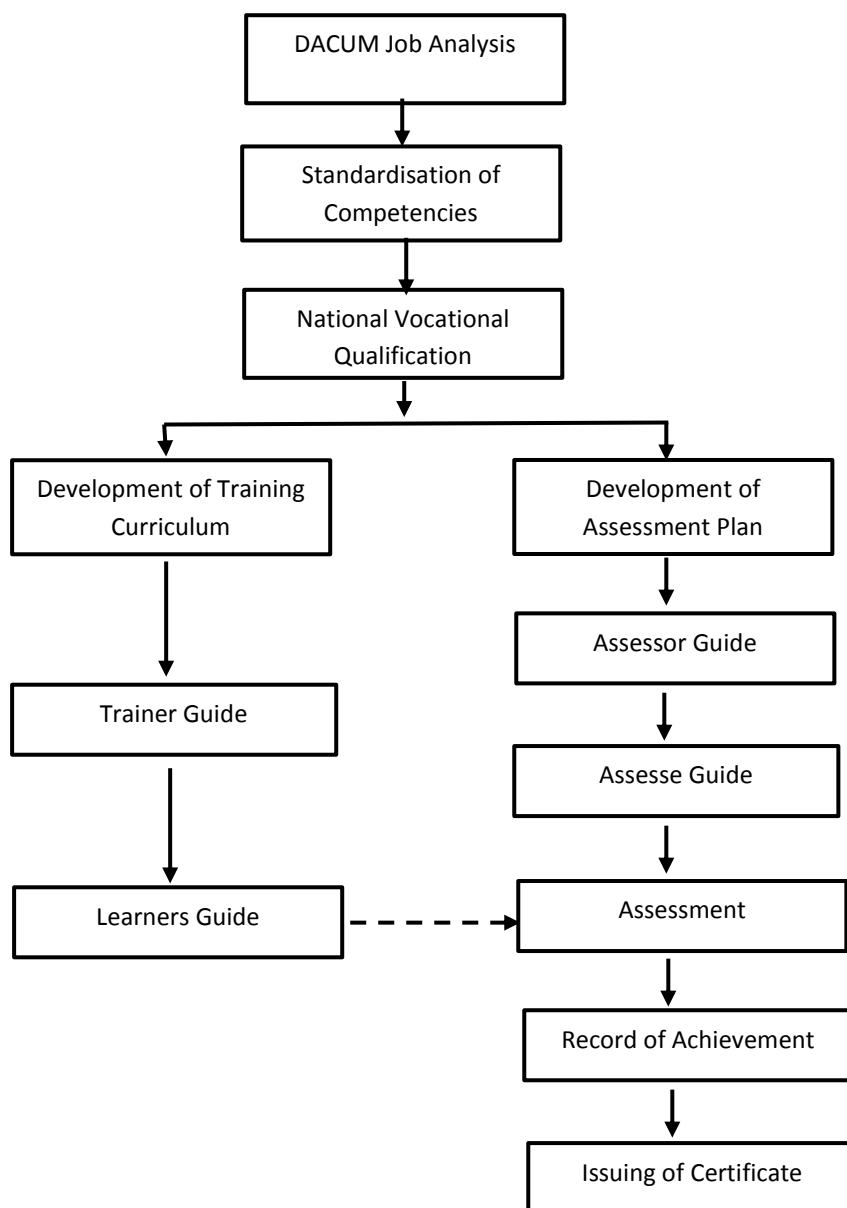 DACUM Job Analysis
Standardisation of
Competencies
National Vocational
Qualification
Development of Training
Curriculum
Development of
Assessment Plan
Assessor Guide
Trainer Guide
Assesse Guide
Learners Guide
Assessment
Record of Achievement
Issuing of Certificate